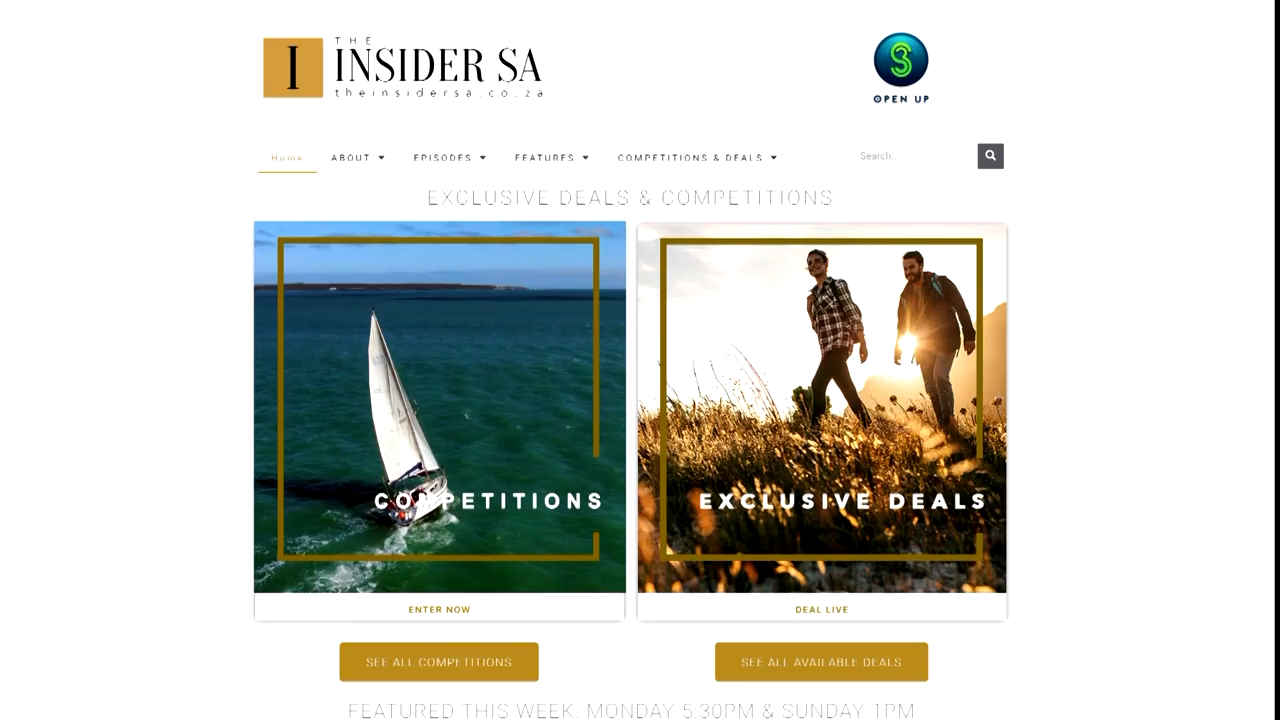 I
THE
INSIDER SA
theinsidersa.co.za
S3
OPEN UP
Home ABOUT EPISODES FEATURES COMPETITIONS & DEALS Search...
EXCLUSIVE DEALS & COMPETITIONS
COMPETITIONS
EXCLUSIVE DEALS
ENTER NOW
DEAL LIVE
SEE ALL COMPETITIONS
SEE ALL AVAILABLE DEALS
FEATURED THIS WEEK: MONDAY 5.30PM & SUNDAY 1PM